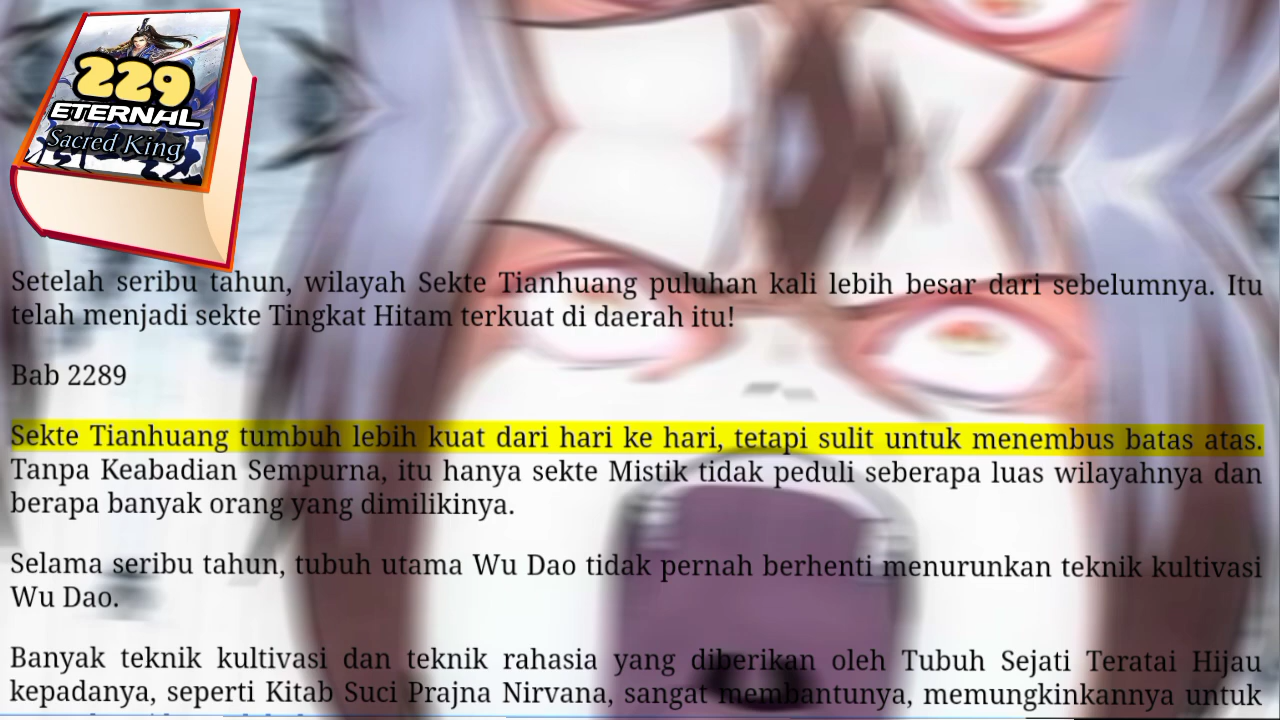 229
ETERNAL
Sacred King
Setelah seribu tahun, wilayah Sekte Tianhuang puluhan kali lebih besar dari sebelumnya. Itu
telah menjadi sekte Tingkat Hitam terkuat di daerah itu!
Bab 2289
Sekte Tianhuang tumbuh lebih kuat dari hari ke hari, tetapi sulit untuk menembus batas atas.
Tanpa Keabadian Sempurna, itu hanya sekte Mistik tidak peduli seberapa luas wilayahnya dan
berapa banyak orang yang dimilikinya.
Selama seribu tahun, tubuh utama Wu Dao tidak pernah berhenti menurunkan teknik kultivasi
Wu Dao.
Banyak teknik kultivasi dan teknik rahasia yang diberikan oleh Tubuh Sejati Teratai Hijau
kepadanya, seperti Kitab Suci Prajna Nirvana, sangat membantunya, memungkinkannya untuk